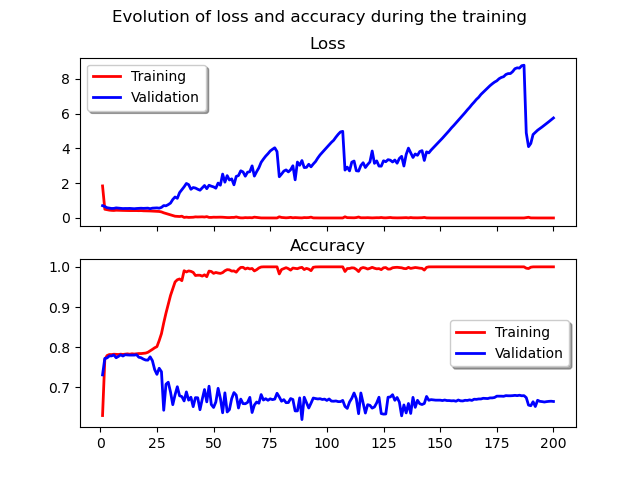 Evolution of loss and accuracy during the training
Loss
Training
Validation
8
6
4
2
0
Accuracy
1.0
0.9
0.8
0.7
Training
Validation
0 25 50 75 100 125 150 175 200